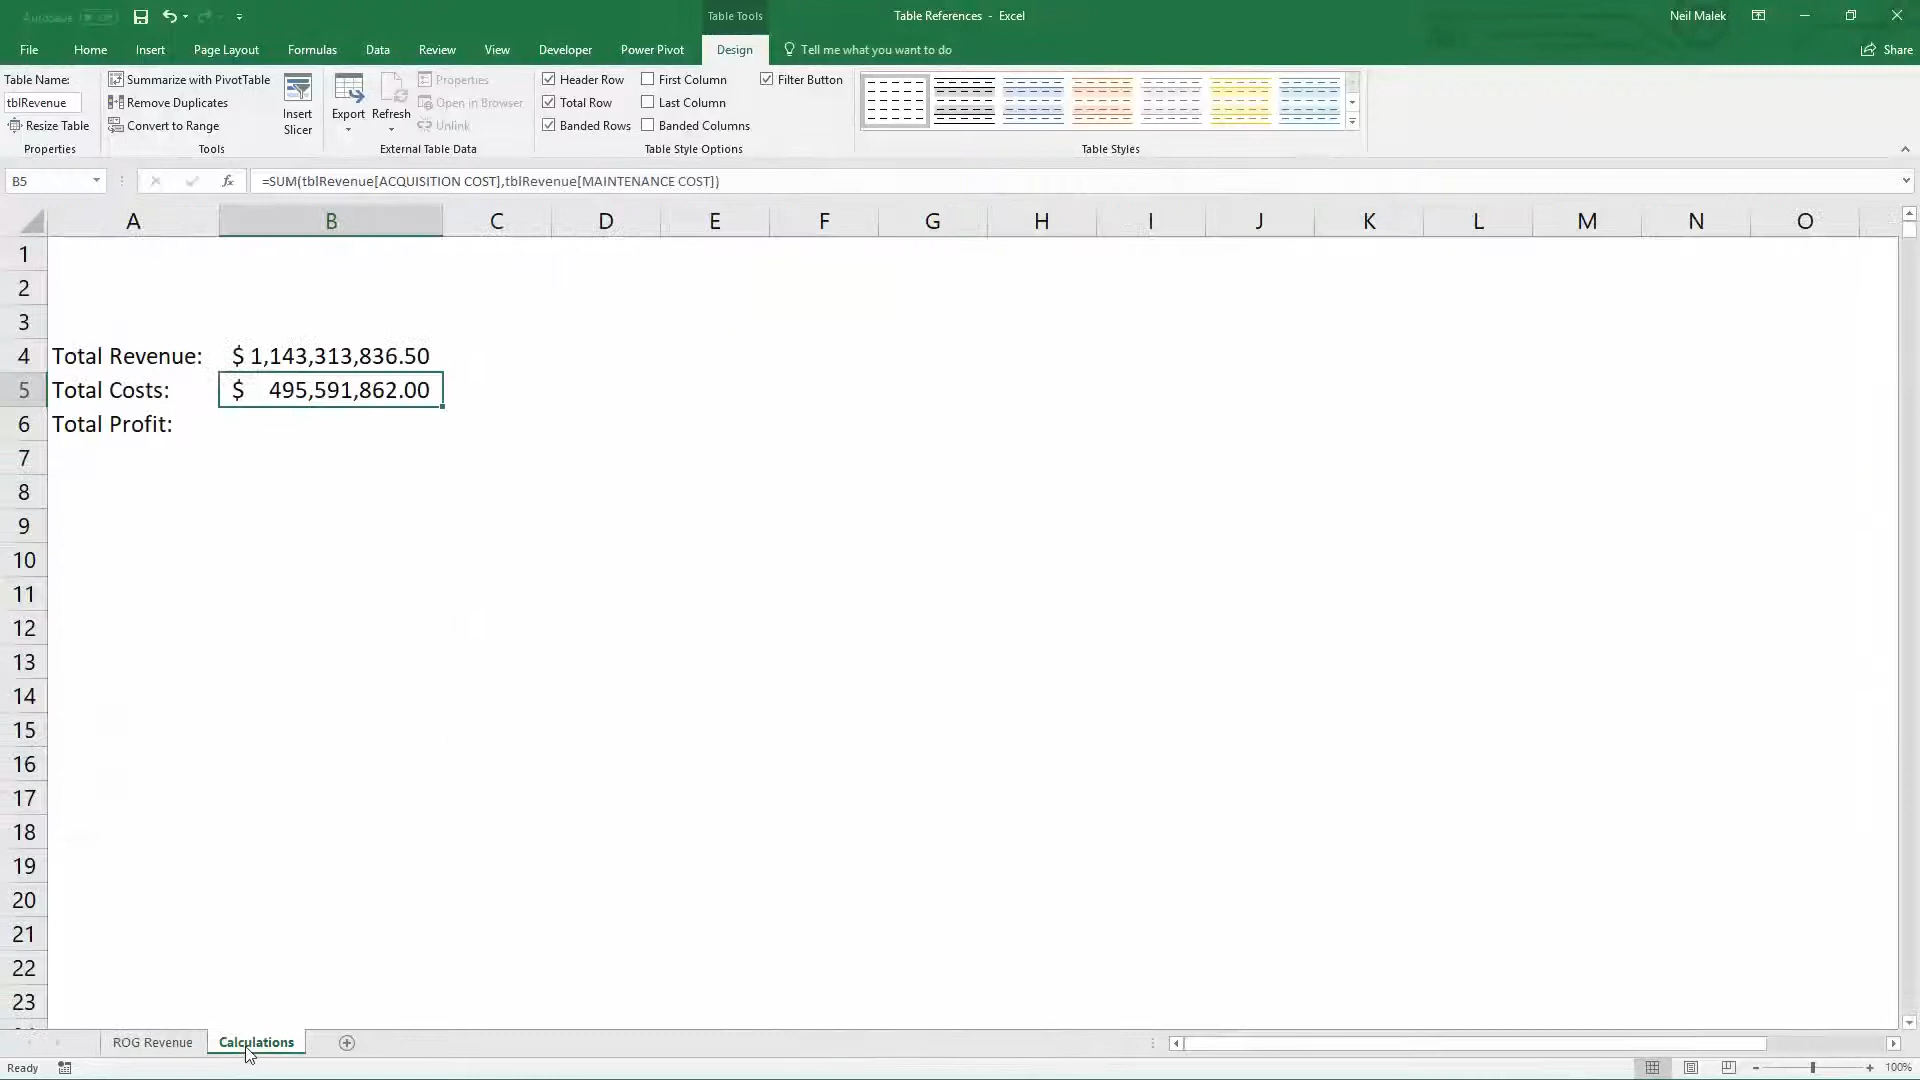 AutoSave Off Table Tools Table References - Excel Neil Malek
File Home Insert Page Layout Formulas Data Review View Developer Power Pivot Design Tell me what you want to do Share
Table Name: Summarize with PivotTable Properties Header Row First Column Filter Button
tblRevenue Remove Duplicates Insert Slicer Export Refresh Open in Browser Total Row Last Column
Resize Table Convert to Range Unlink Banded Rows Banded Columns
Properties Tools External Table Data Table Style Options Table Styles
B5 fx =SUM(tblRevenue[ACQUISITION COST],tblRevenue[MAINTENANCE COST])
A B C D E F G H I J K L M N O
1
2
3
4 Total Revenue: $ 1,143,313,836.50
5 Total Costs: $ 495,591,862.00
6 Total Profit:
7
8
9
10
11
12
13
14
15
16
17
18
19
20
21
22
23
ROG Revenue Calculations
Ready 100%